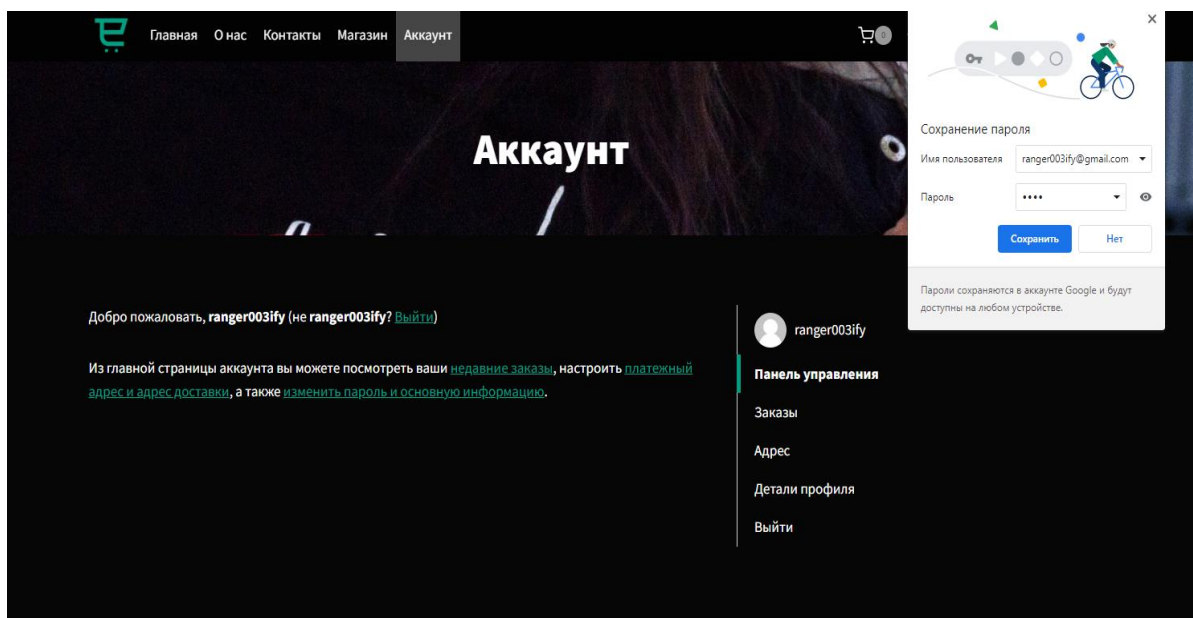 Главная О нас Контакты Магазин Аккаунт
0
Аккаунт
Добро пожаловать, ranger003ify (не ranger003ify? Выйти)
Из главной страницы аккаунта вы можете посмотреть ваши недавние заказы, настроить платежный
адрес и адрес доставки, а также изменить пароль и основную информацию.
ranger003ify
Панель управления
Заказы
Адрес
Детали профиля
Выйти
Сохранение пароля
Имя пользователя ranger003ify@gmail.com
Пароль ••••
Сохранить Нет
Пароли сохраняются в аккаунте Google и будут
доступны на любом устройстве.